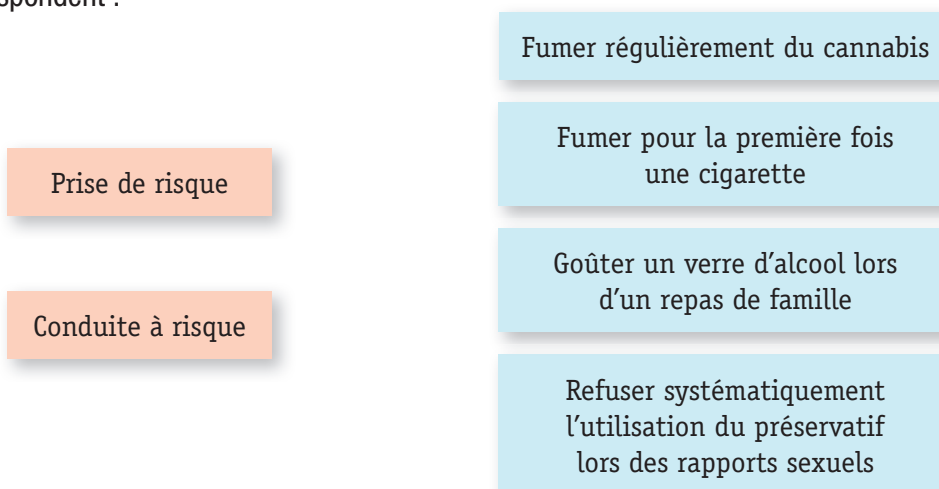 Fumer régulièrement du cannabis
Fumer pour la première fois
une cigarette
Prise de risque
Goûter un verre d’alcool lors
d’un repas de famille
Conduite à risque
Refuser systématiquement
l’utilisation du préservatif
lors des rapports sexuels